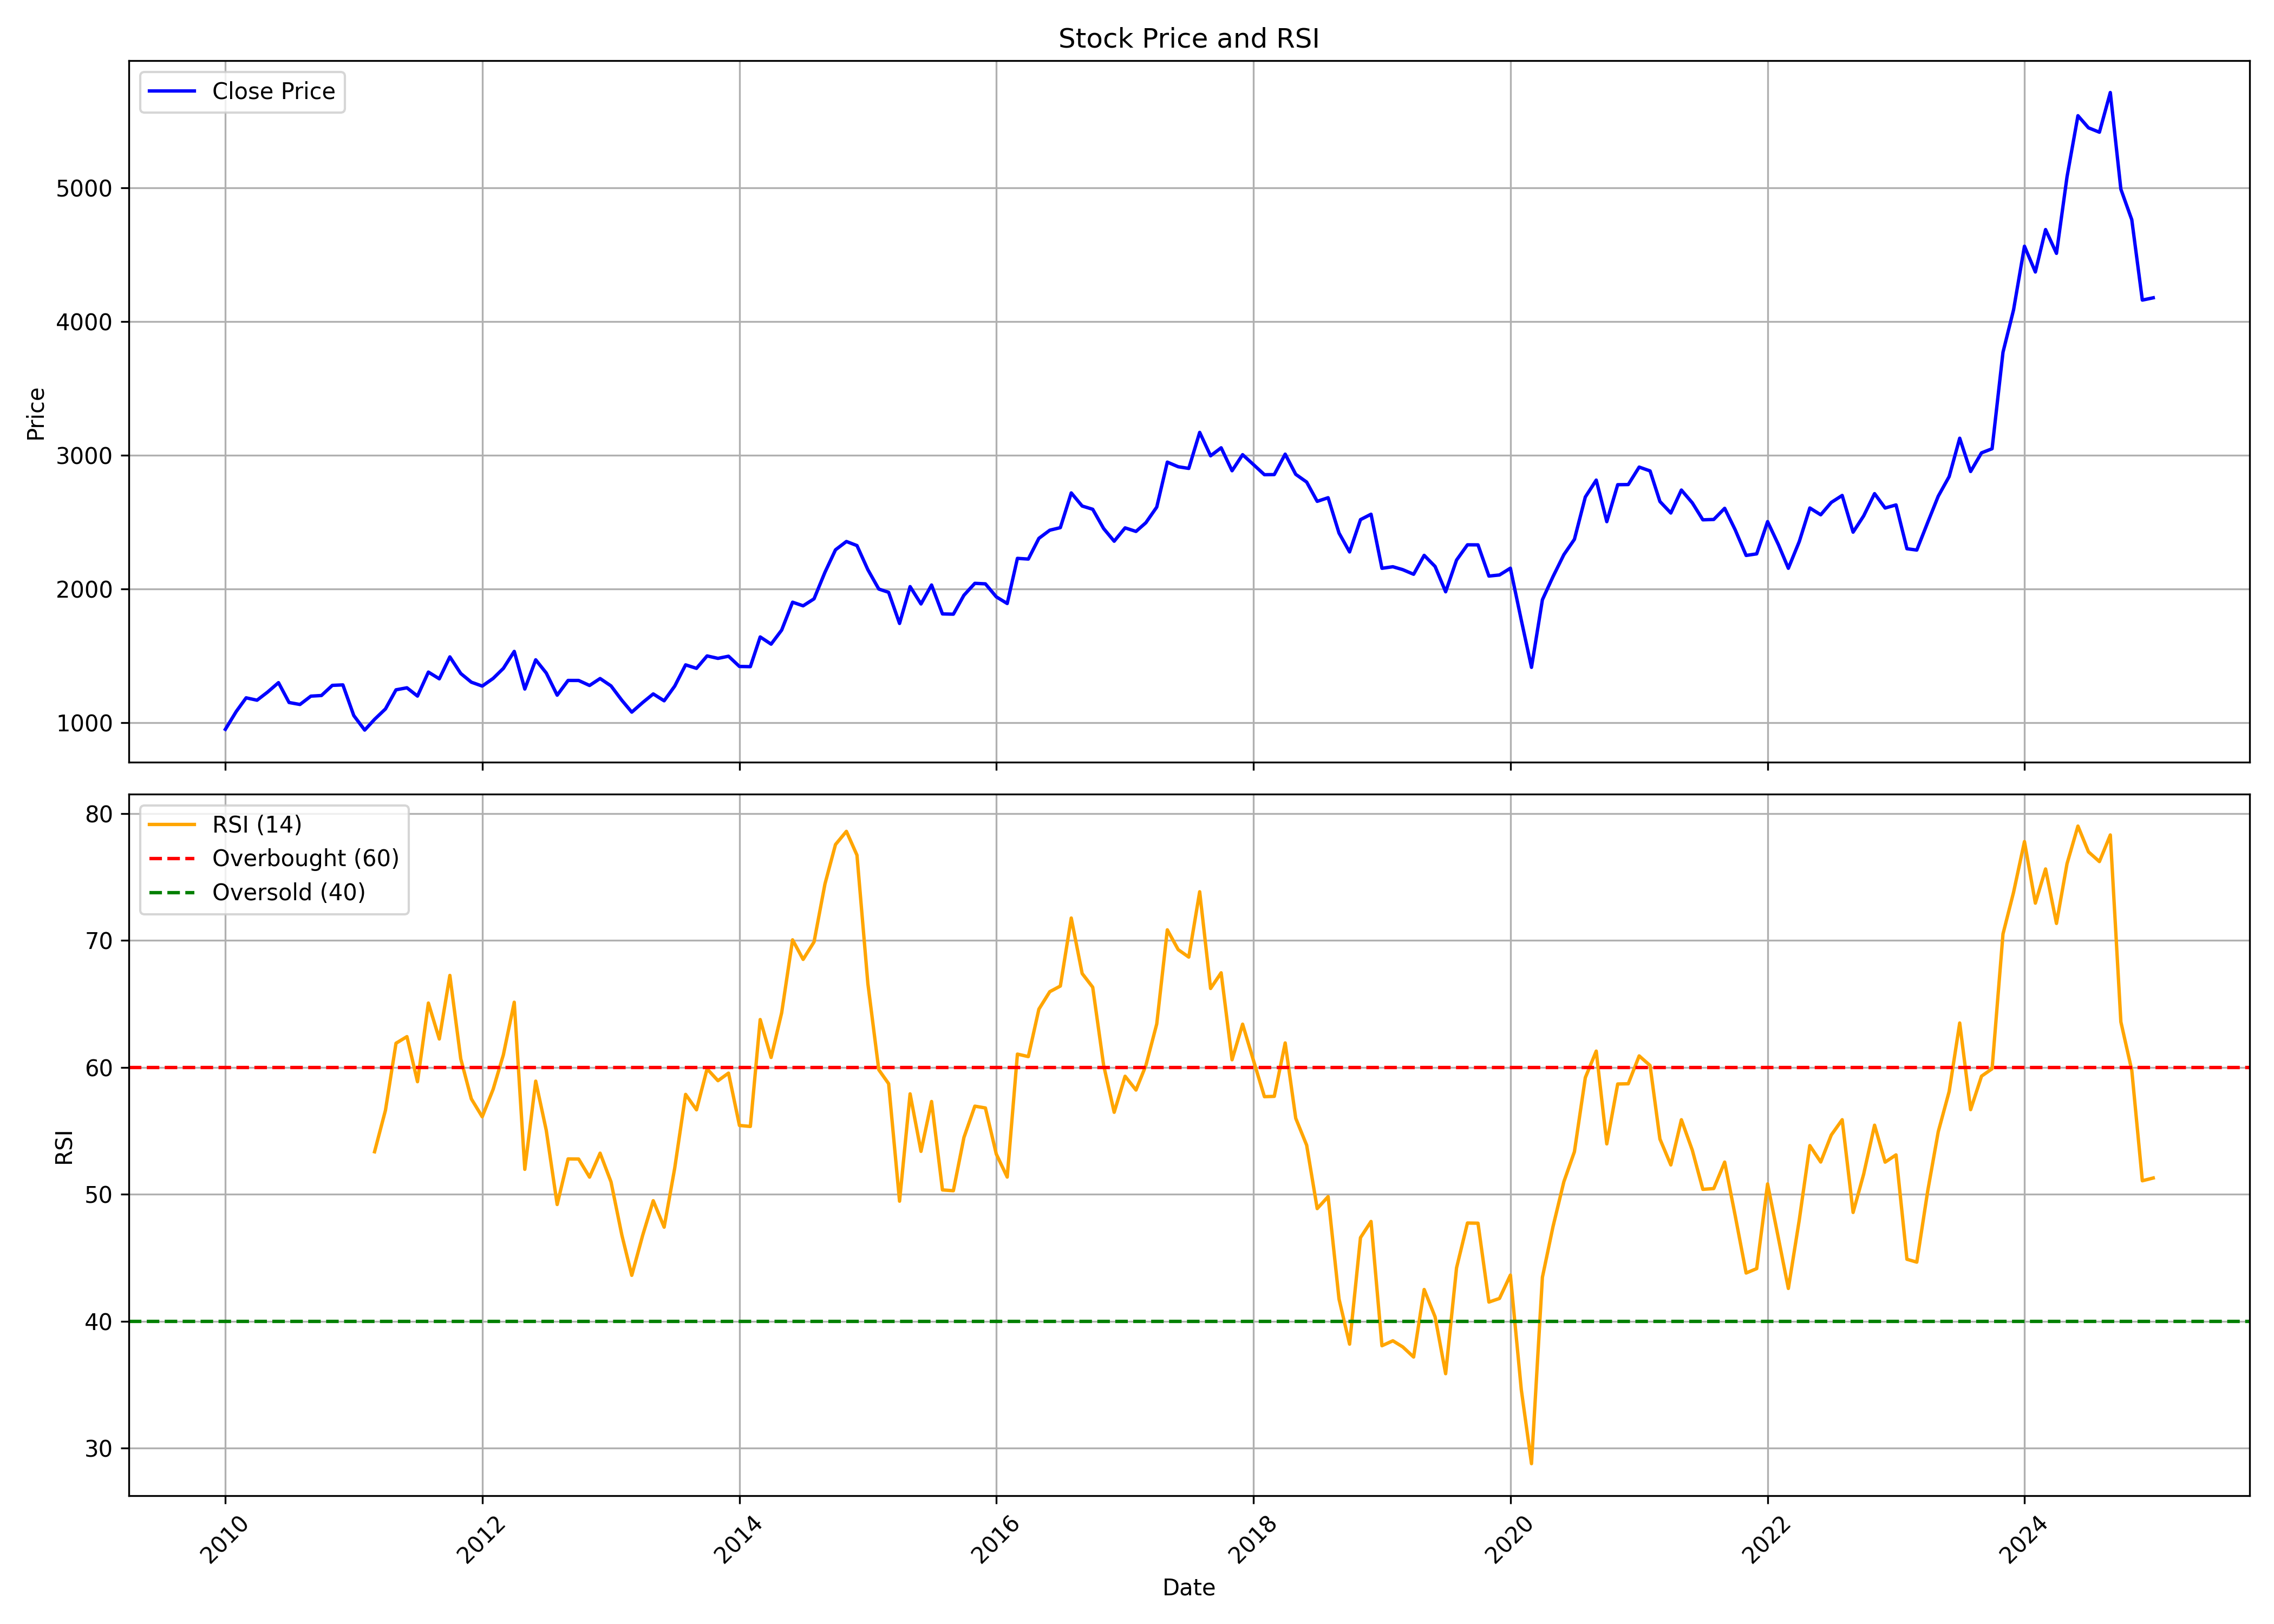 Stock Price and RSI
Close Price
Price
5000
4000
3000
2000
1000
RSI (14)
Overbought (60)
Oversold (40)
RSI
80
70
60
50
40
30
2010
2012
2014
2016
2018
2020
2022
2024
Date